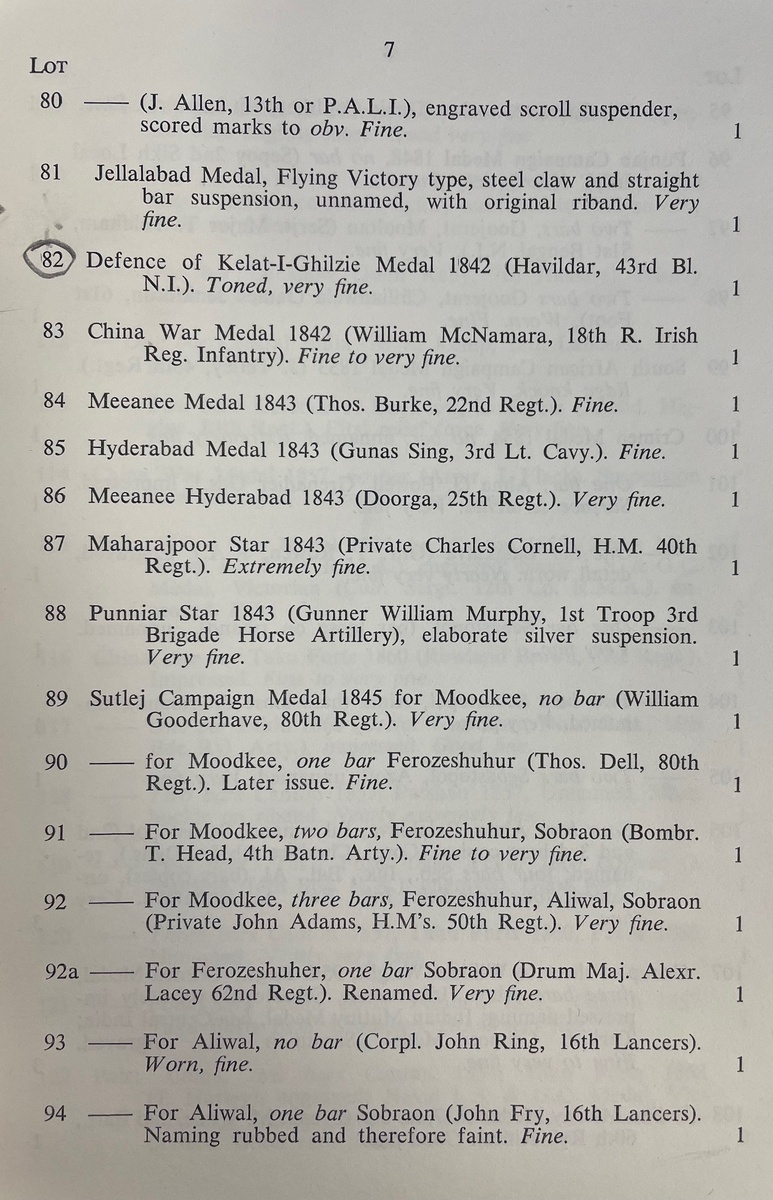 7
LOT
80 —— (J. Allen, 13th or P.A.L.I.), engraved scroll suspender,
scored marks to obv. Fine. 1
81 Jellalabad Medal, Flying Victory type, steel claw and straight
bar suspension, unnamed, with original riband. Very
fine. 1
82 Defence of Kelat-I-Ghilzie Medal 1842 (Havildar, 43rd Bl.
N.I.). Toned, very fine. 1
83 China War Medal 1842 (William McNamara, 18th R. Irish
Reg. Infantry). Fine to very fine. 1
84 Meeanee Medal 1843 (Thos. Burke, 22nd Regt.). Fine. 1
85 Hyderabad Medal 1843 (Gunas Sing, 3rd Lt. Cavy.). Fine. 1
86 Meeanee Hyderabad 1843 (Doorga, 25th Regt.). Very fine. 1
87 Maharajpoor Star 1843 (Private Charles Cornell, H.M. 40th
Regt.). Extremely fine. 1
88 Punniar Star 1843 (Gunner William Murphy, 1st Troop 3rd
Brigade Horse Artillery), elaborate silver suspension.
Very fine. 1
89 Sutlej Campaign Medal 1845 for Moodkee, no bar (William
Gooderhave, 80th Regt.). Very fine. 1
90 —— for Moodkee, one bar Ferozeshuhur (Thos. Dell, 80th
Regt.). Later issue. Fine. 1
91 —— For Moodkee, two bars, Ferozeshuhur, Sobraon (Bombr.
T. Head, 4th Batn. Arty.). Fine to very fine. 1
92 —— For Moodkee, three bars, Ferozeshuhur, Aliwal, Sobraon
(Private John Adams, H.M's. 50th Regt.). Very fine. 1
92a —— For Ferozeshuher, one bar Sobraon (Drum Maj. Alexr.
Lacey 62nd Regt.). Renamed. Very fine. 1
93 —— For Aliwal, no bar (Corpl. John Ring, 16th Lancers).
Worn, fine. 1
94 —— For Aliwal, one bar Sobraon (John Fry, 16th Lancers).
Naming rubbed and therefore faint. Fine. 1